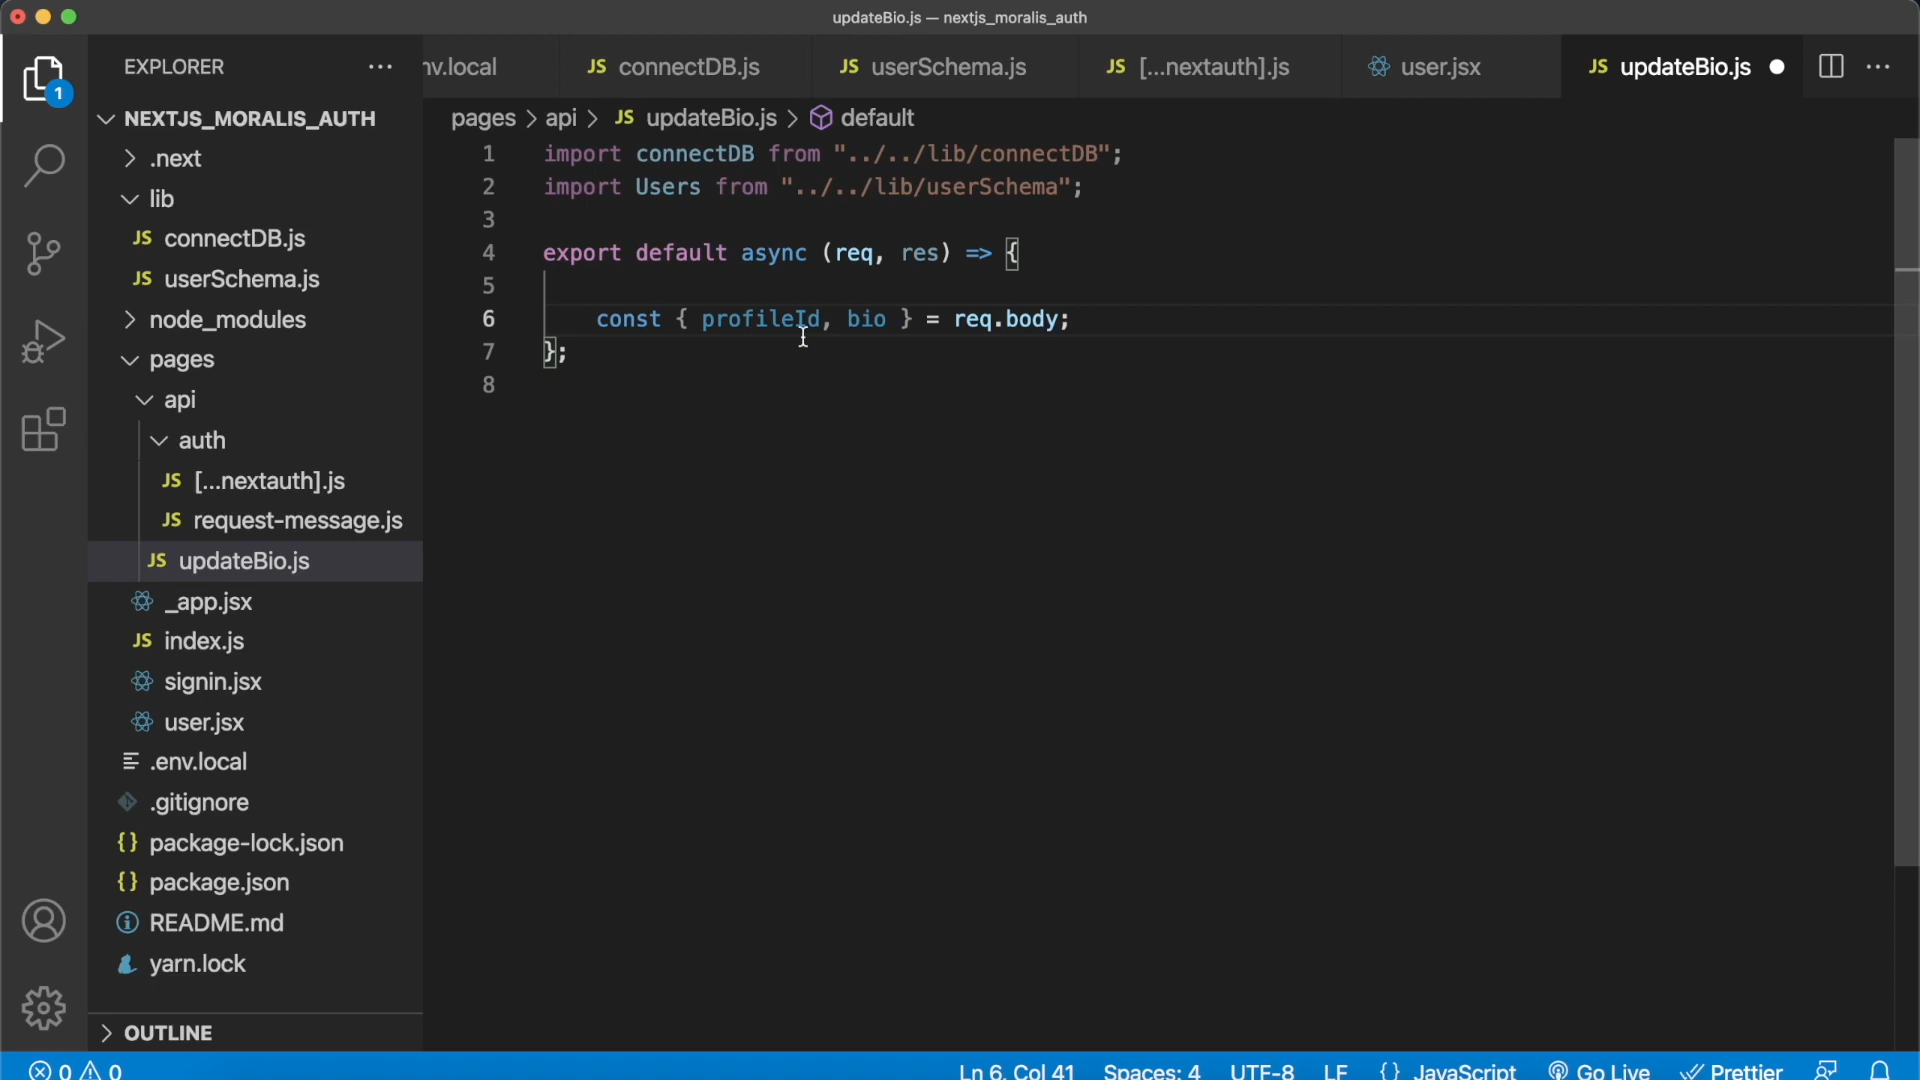 updateBio.js — nextjs_moralis_auth
EXPLORER
nv.local
JS connectDB.js
JS userSchema.js
JS [...nextauth].js
user.jsx
JS updateBio.js
1
NEXTJS_MORALIS_AUTH
.next
lib
JS connectDB.js
JS userSchema.js
node_modules
pages
api
auth
JS [...nextauth].js
JS request-message.js
JS updateBio.js
_app.jsx
JS index.js
signin.jsx
user.jsx
.env.local
.gitignore
{} package-lock.json
{} package.json
README.md
yarn.lock
OUTLINE
pages > api > JS updateBio.js > default
1 import connectDB from "../../lib/connectDB";
2 import Users from "../../lib/userSchema";
3
4 export default async (req, res) => {
5
6 const { profileId, bio } = req.body;
7 };
8
0 0
Ln 6, Col 41 Spaces: 4 UTF-8 LF {} JavaScript Go Live Prettier